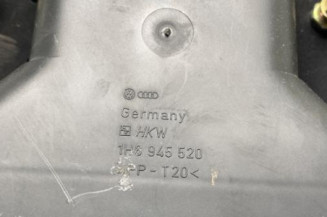 Germany
HKW
1H6 945 520
PP-T20<